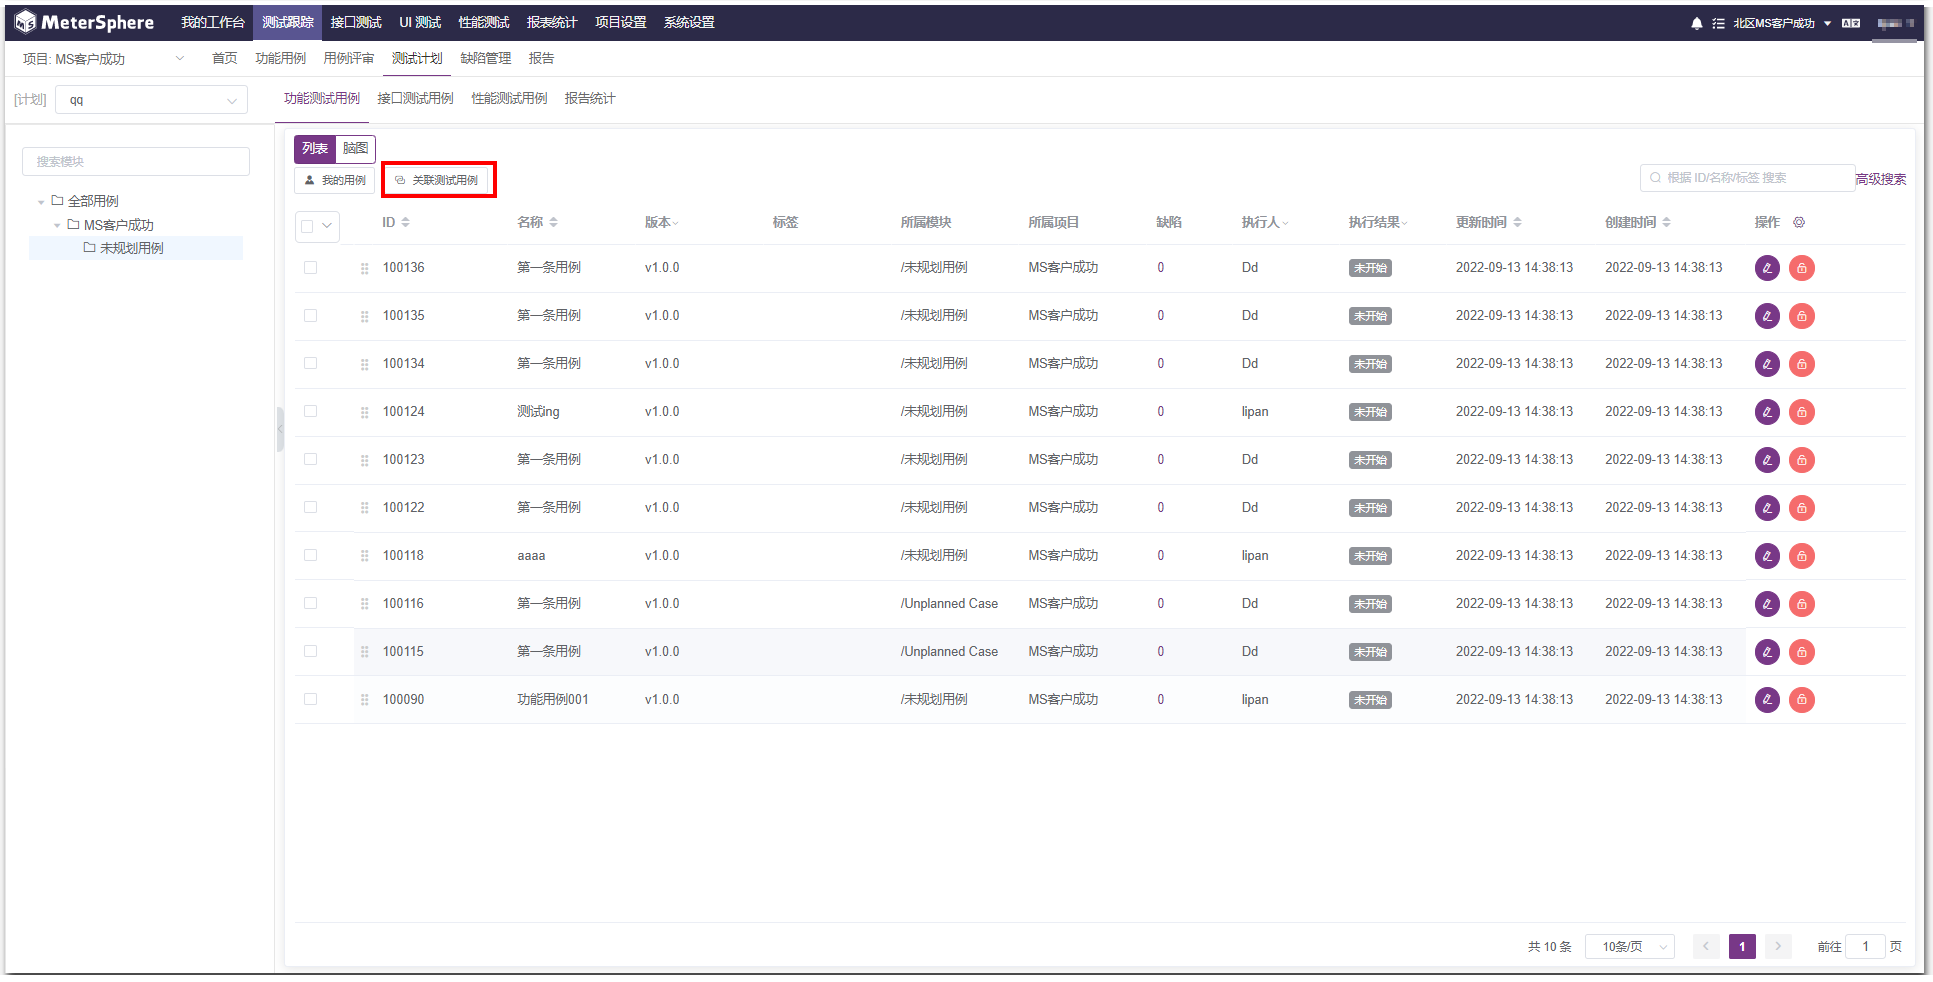 MeterSphere 我的工作台 测试跟踪 接口测试 UI 测试 性能测试 报表统计 项目设置 系统设置 北区MS客户成功
项目: MS客户成功 首页 功能用例 用例评审 测试计划 缺陷管理 报告
[计划] qq 功能测试用例 接口测试用例 性能测试用例 报告统计
搜索模块
全部用例
MS客户成功
未规划用例
列表 脑图
我的用例 关联测试用例 根据 ID/名称/标签 搜索 高级搜索
ID 名称 版本 标签 所属模块 所属项目 缺陷 执行人 执行结果 更新时间 创建时间 操作
100136 第一条用例 v1.0.0 /未规划用例 MS客户成功 0 Dd 未开始 2022-09-13 14:38:13 2022-09-13 14:38:13
100135 第一条用例 v1.0.0 /未规划用例 MS客户成功 0 Dd 未开始 2022-09-13 14:38:13 2022-09-13 14:38:13
100134 第一条用例 v1.0.0 /未规划用例 MS客户成功 0 Dd 未开始 2022-09-13 14:38:13 2022-09-13 14:38:13
100124 测试ing v1.0.0 /未规划用例 MS客户成功 0 lipan 未开始 2022-09-13 14:38:13 2022-09-13 14:38:13
100123 第一条用例 v1.0.0 /未规划用例 MS客户成功 0 Dd 未开始 2022-09-13 14:38:13 2022-09-13 14:38:13
100122 第一条用例 v1.0.0 /未规划用例 MS客户成功 0 Dd 未开始 2022-09-13 14:38:13 2022-09-13 14:38:13
100118 aaaa v1.0.0 /未规划用例 MS客户成功 0 lipan 未开始 2022-09-13 14:38:13 2022-09-13 14:38:13
100116 第一条用例 v1.0.0 /Unplanned Case MS客户成功 0 Dd 未开始 2022-09-13 14:38:13 2022-09-13 14:38:13
100115 第一条用例 v1.0.0 /Unplanned Case MS客户成功 0 Dd 未开始 2022-09-13 14:38:13 2022-09-13 14:38:13
100090 功能用例001 v1.0.0 /未规划用例 MS客户成功 0 lipan 未开始 2022-09-13 14:38:13 2022-09-13 14:38:13
共 10 条 10条/页 1 前往 1 页